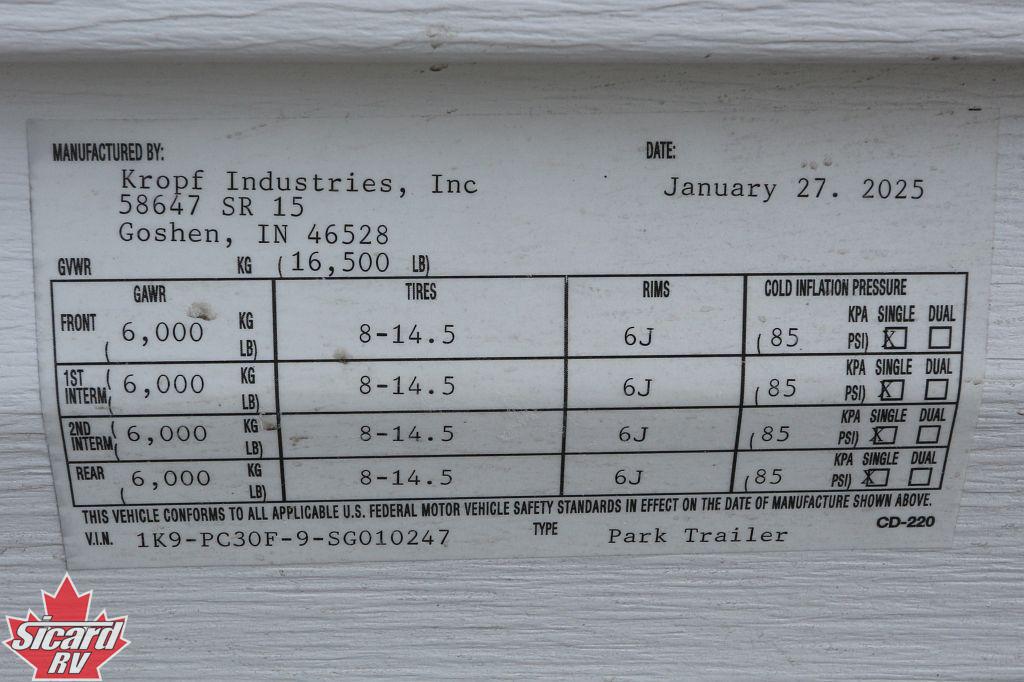 MANUFACTURED BY: DATE:
Kropf Industries, Inc January 27. 2025
58647 SR 15
Goshen, IN 46528
GVWR KG (16,500 LB)
GAWR TIRES RIMS COLD INFLATION PRESSURE
FRONT (6,000 KG LB) 8-14.5 6J (85 KPA PSI) SINGLE X DUAL
1ST INTERM. (6,000 KG LB) 8-14.5 6J (85 KPA PSI) SINGLE X DUAL
2ND INTERM. (6,000 KG LB) 8-14.5 6J (85 KPA PSI) SINGLE X DUAL
REAR (6,000 KG LB) 8-14.5 6J (85 KPA PSI) SINGLE X DUAL
THIS VEHICLE CONFORMS TO ALL APPLICABLE U.S. FEDERAL MOTOR VEHICLE SAFETY STANDARDS IN EFFECT ON THE DATE OF MANUFACTURE SHOWN ABOVE.
V.I.N. 1K9-PC30F-9-SG010247 TYPE Park Trailer CD-220
Sicard
RV